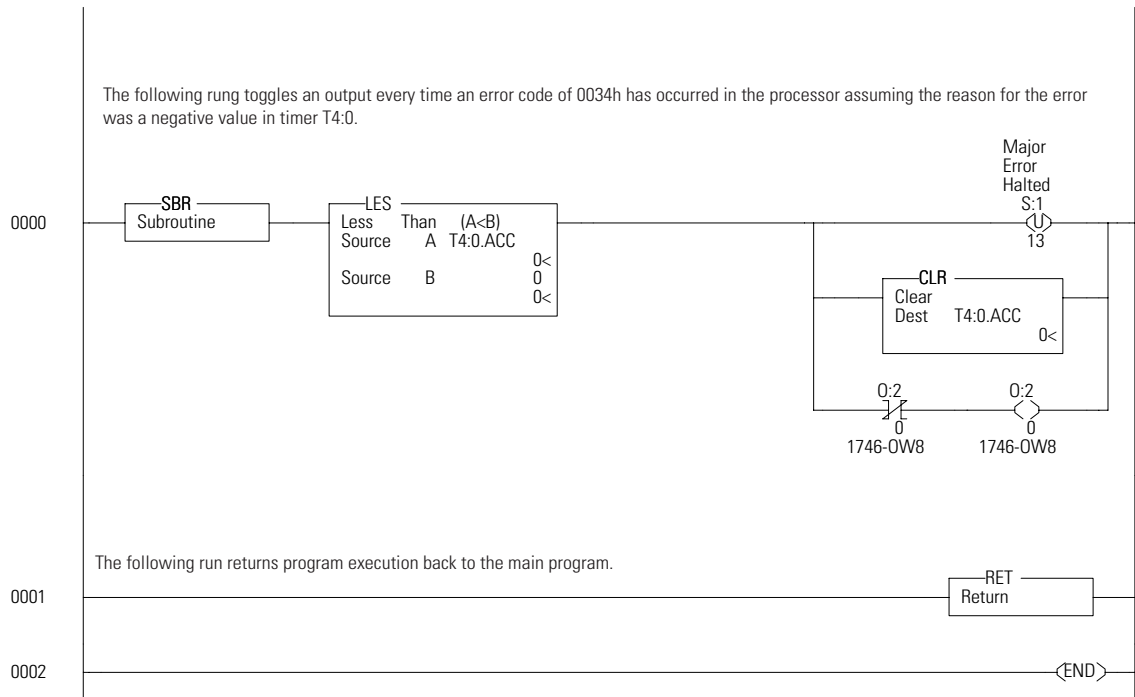 The following rung toggles an output every time an error code of 0034h has occurred in the processor assuming the reason for the error
was a negative value in timer T4:0.
Major
Error
Halted
S:1
U
13
0000
SBR
Subroutine
LES
Less Than (A<B)
Source A T4:0.ACC
0<
Source B 0
0<
CLR
Clear
Dest T4:0.ACC
0<
O:2 O:2
0 0
1746-OW8 1746-OW8
The following run returns program execution back to the main program.
0001
RET
Return
0002
END